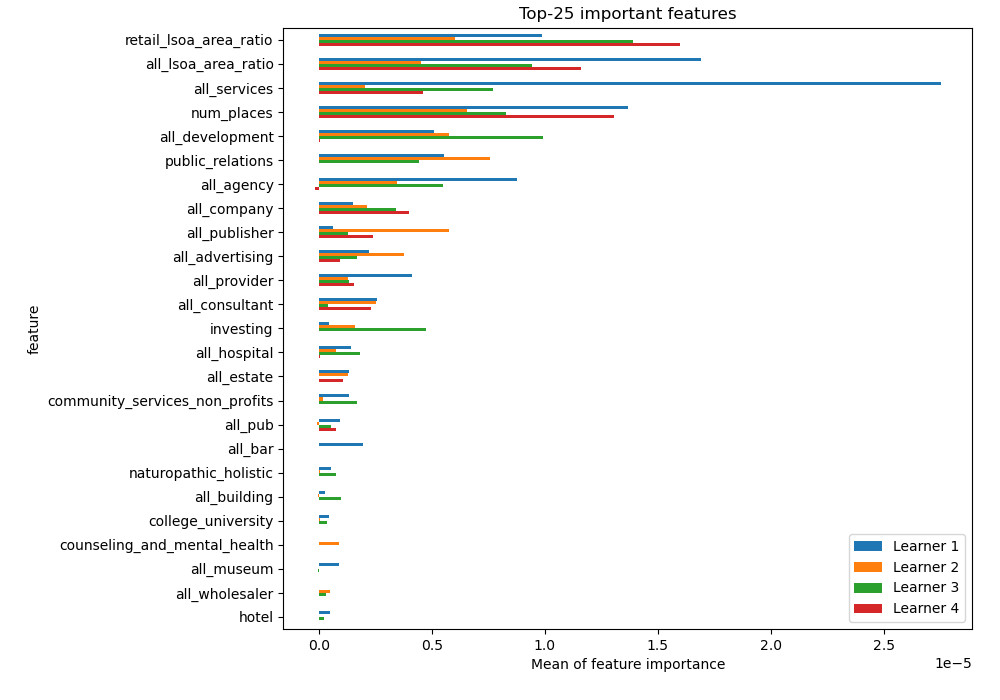 Top-25 important features
retail_lsoa_area_ratio
all_lsoa_area_ratio
all_services
num_places
all_development
public_relations
all_agency
all_company
all_publisher
all_advertising
all_provider
all_consultant
investing
all_hospital
all_estate
community_services_non_profits
all_pub
all_bar
naturopathic_holistic
all_building
college_university
counseling_and_mental_health
all_museum
all_wholesaler
hotel
feature
Learner 1
Learner 2
Learner 3
Learner 4
0.0 0.5 1.0 1.5 2.0 2.5
1e−5
Mean of feature importance